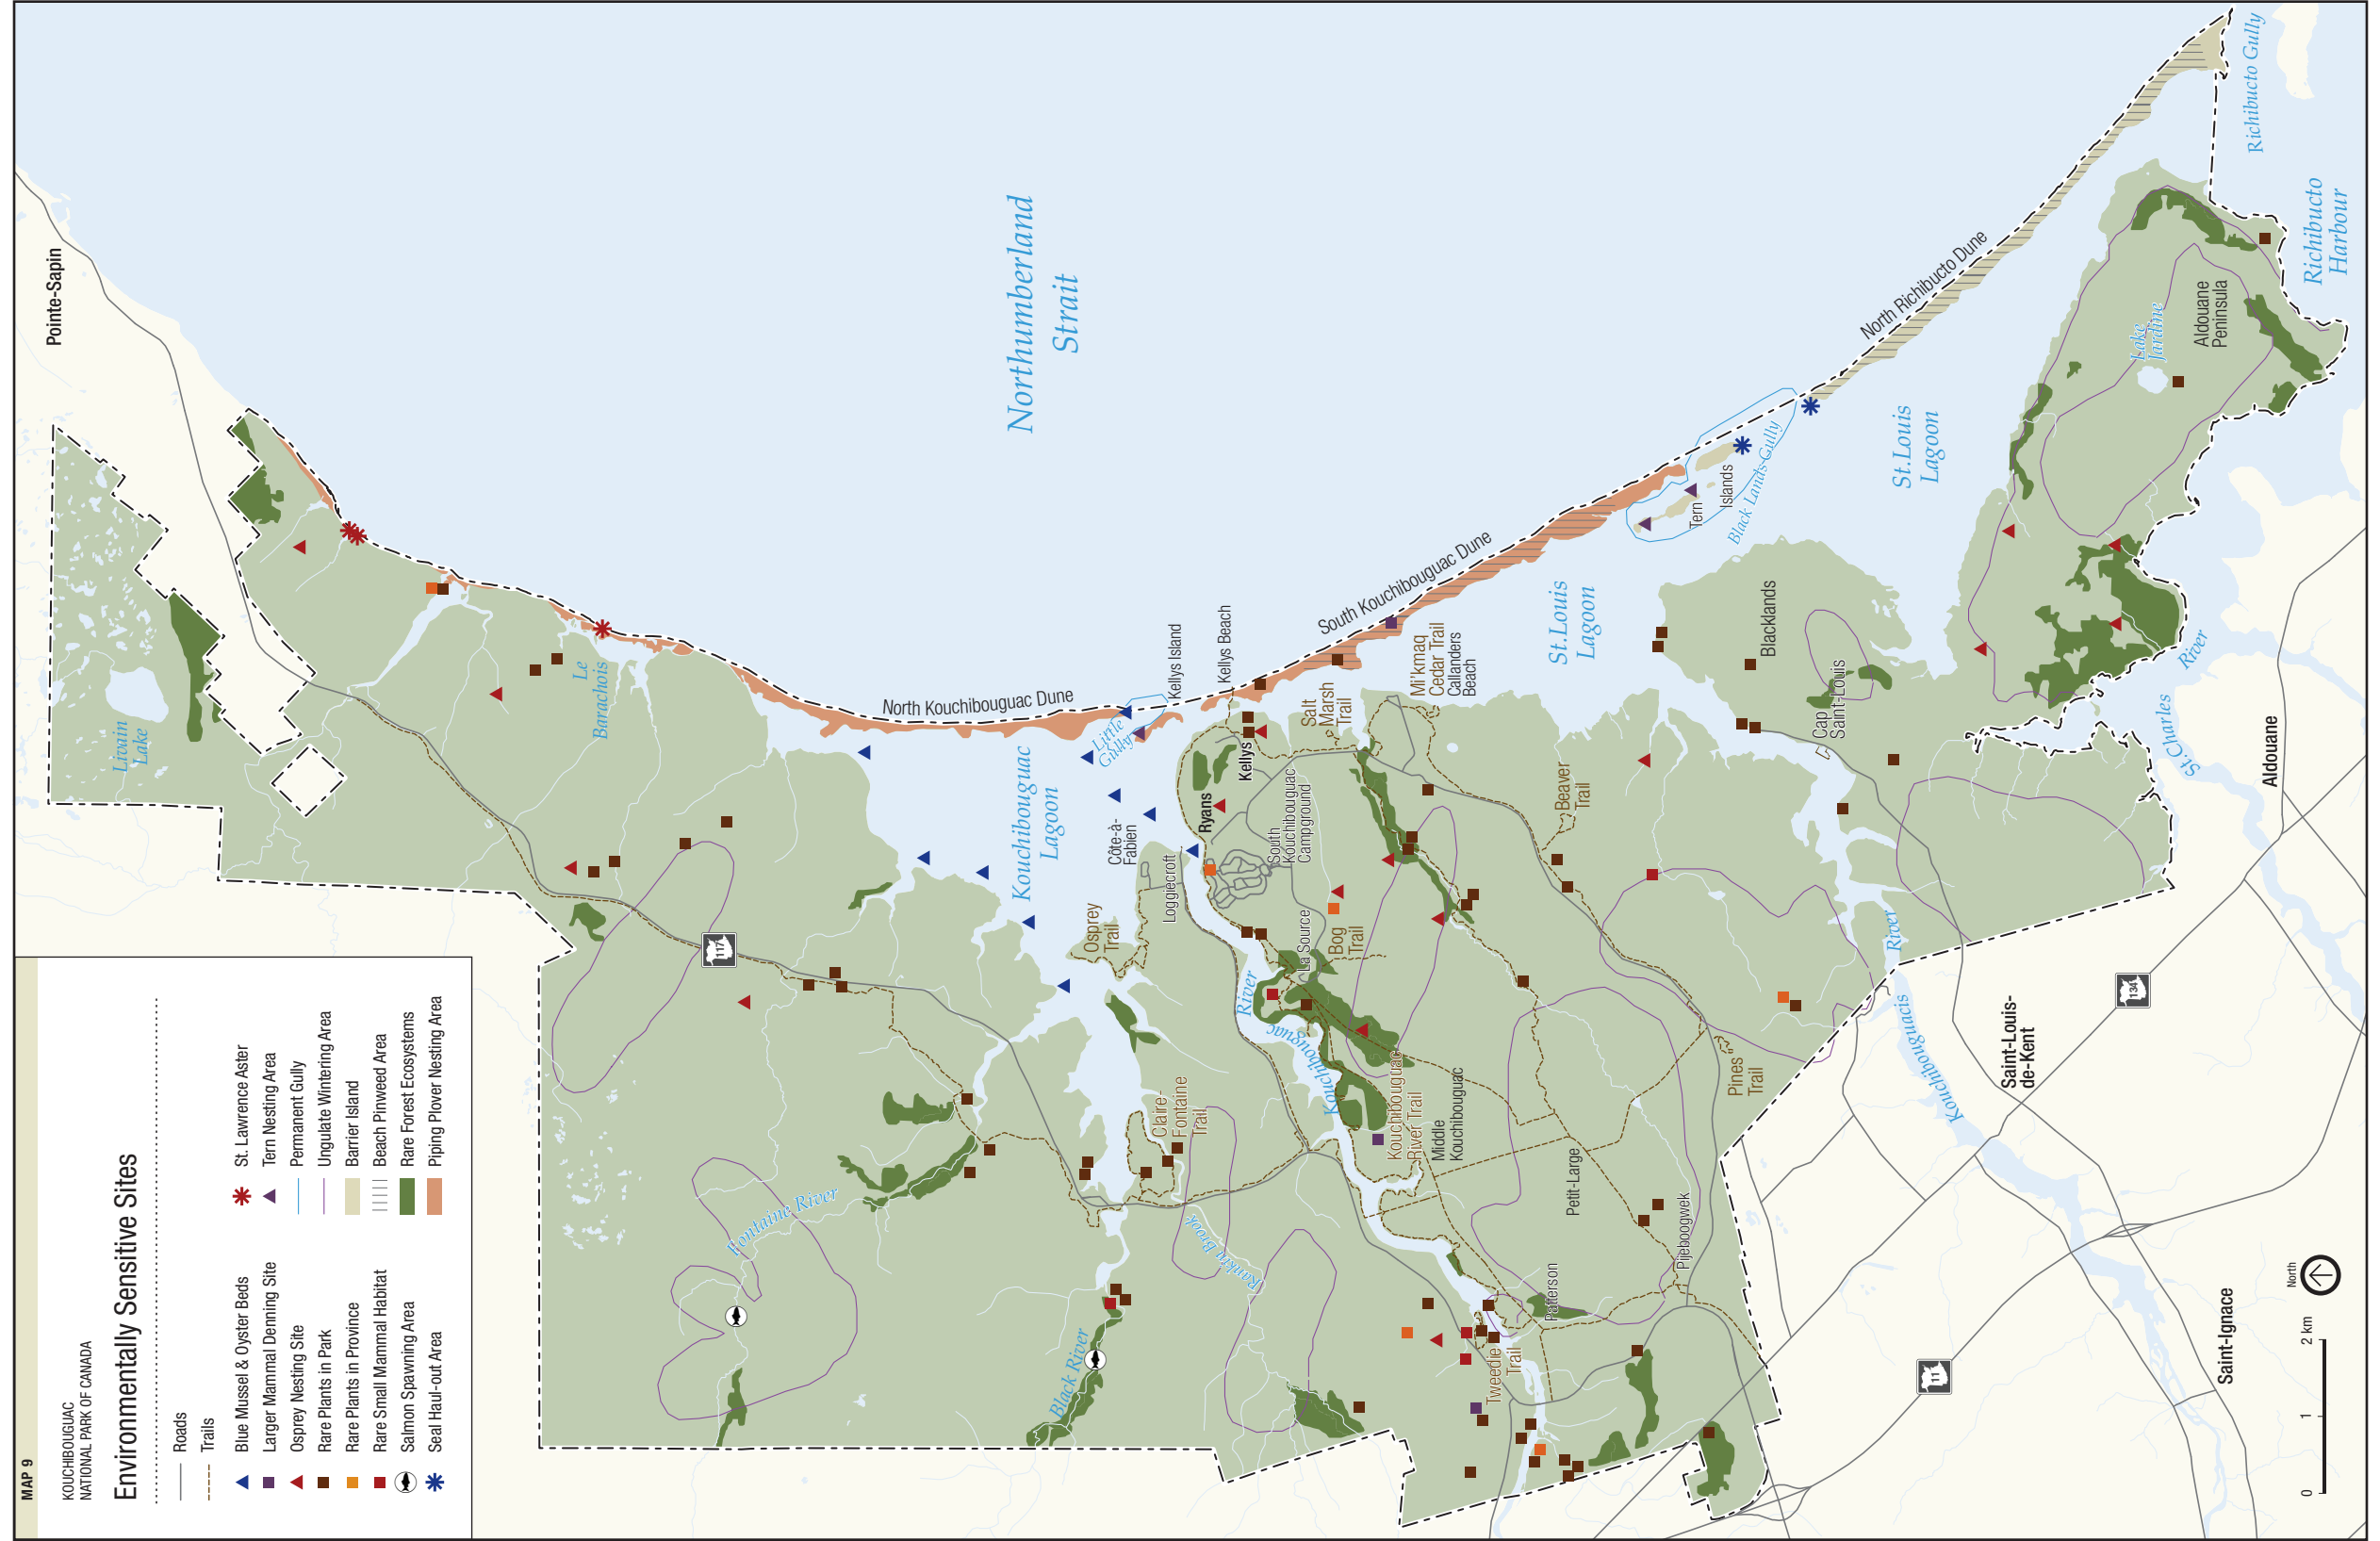 MAP 9
KOUCHIBOUGUAC
NATIONAL PARK OF CANADA
Environmentally Sensitive Sites
Roads
Trails
Blue Mussel & Oyster Beds
Larger Mammal Denning Site
Osprey Nesting Site
Rare Plants in Park
Rare Plants in Province
Rare Small Mammal Habitat
Salmon Spawning Area
Seal Haul-out Area
St. Lawrence Aster
Tern Nesting Area
Permanent Gully
Ungulate Wintering Area
Barrier Island
Beach Pinweed Area
Rare Forest Ecosystems
Piping Plover Nesting Area
Pointe-Sapin
Livain
Lake
Le
Barachois
117
Northumberland
Strait
North Kouchibouguac Dune
Kouchibouguac
Lagoon
Little
Gully
Kellys Island
Kellys Beach
South Kouchibouguac Dune
Côte-à-
Fabien
Loggiecroft
Osprey
Trail
Ryans
Kellys
South
Kouchibouguac
Campground
Salt
Marsh
Trail
Mi'kmaq
Cedar Trail
Callanders
Beach
La Source
Bog
Trail
Beaver
Trail
River
Kouchibouguac
Kouchibouguac
River Trail
Middle
Kouchibouguac
Claire-
Fontaine
Trail
Fontaine River
Black River
Rankin Brook
Tweedie
Trail
Patterson
Petit-Large
Pijeboogwek
Pines
Trail
St.Louis
Lagoon
Tern
Islands
Black Lands Gully
St.Louis
Lagoon
North Richibucto Dune
Richibucto Gully
Richibucto
Harbour
Lake
Jardine
Aldouane
Peninsula
Blacklands
Cap
Saint-Louis
River
St.Charles
Aldouane
River
Kouchibouguacis
Saint-Louis-
de-Kent
134
11
Saint-Ignace
North
0 1 2 km